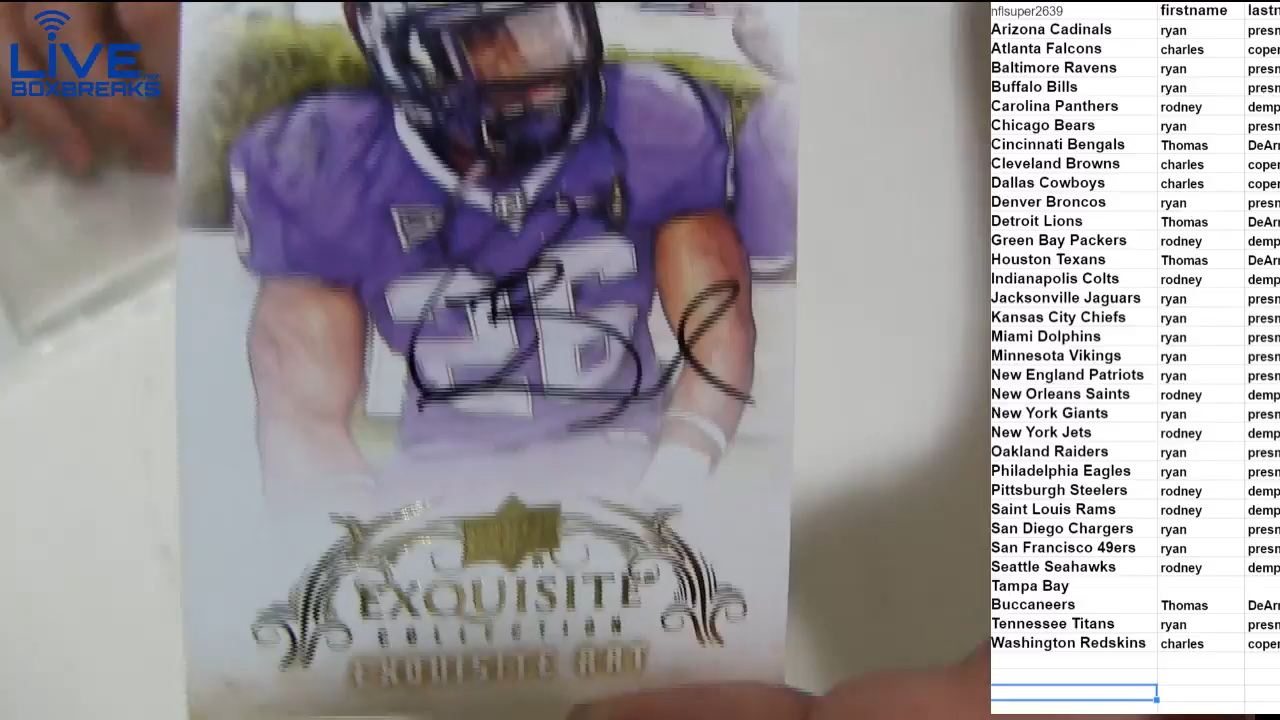 LIVE
BOXBREAKS
26
EXQUISITE
COLLECTION
EXQUISITE ART
nflsuper2639 firstname lastn
Arizona Cadinals ryan presn
Atlanta Falcons charles coper
Baltimore Ravens ryan presn
Buffalo Bills ryan presn
Carolina Panthers rodney demp
Chicago Bears ryan presn
Cincinnati Bengals Thomas DeArr
Cleveland Browns charles coper
Dallas Cowboys charles coper
Denver Broncos ryan presn
Detroit Lions Thomas DeArr
Green Bay Packers rodney demp
Houston Texans Thomas DeArr
Indianapolis Colts rodney demp
Jacksonville Jaguars ryan presn
Kansas City Chiefs ryan presn
Miami Dolphins ryan presn
Minnesota Vikings ryan presn
New England Patriots ryan presn
New Orleans Saints rodney demp
New York Giants ryan presn
New York Jets rodney demp
Oakland Raiders ryan presn
Philadelphia Eagles ryan presn
Pittsburgh Steelers rodney demp
Saint Louis Rams rodney demp
San Diego Chargers ryan presn
San Francisco 49ers ryan presn
Seattle Seahawks rodney demp
Tampa Bay
Buccaneers Thomas DeArr
Tennessee Titans ryan presn
Washington Redskins charles coper